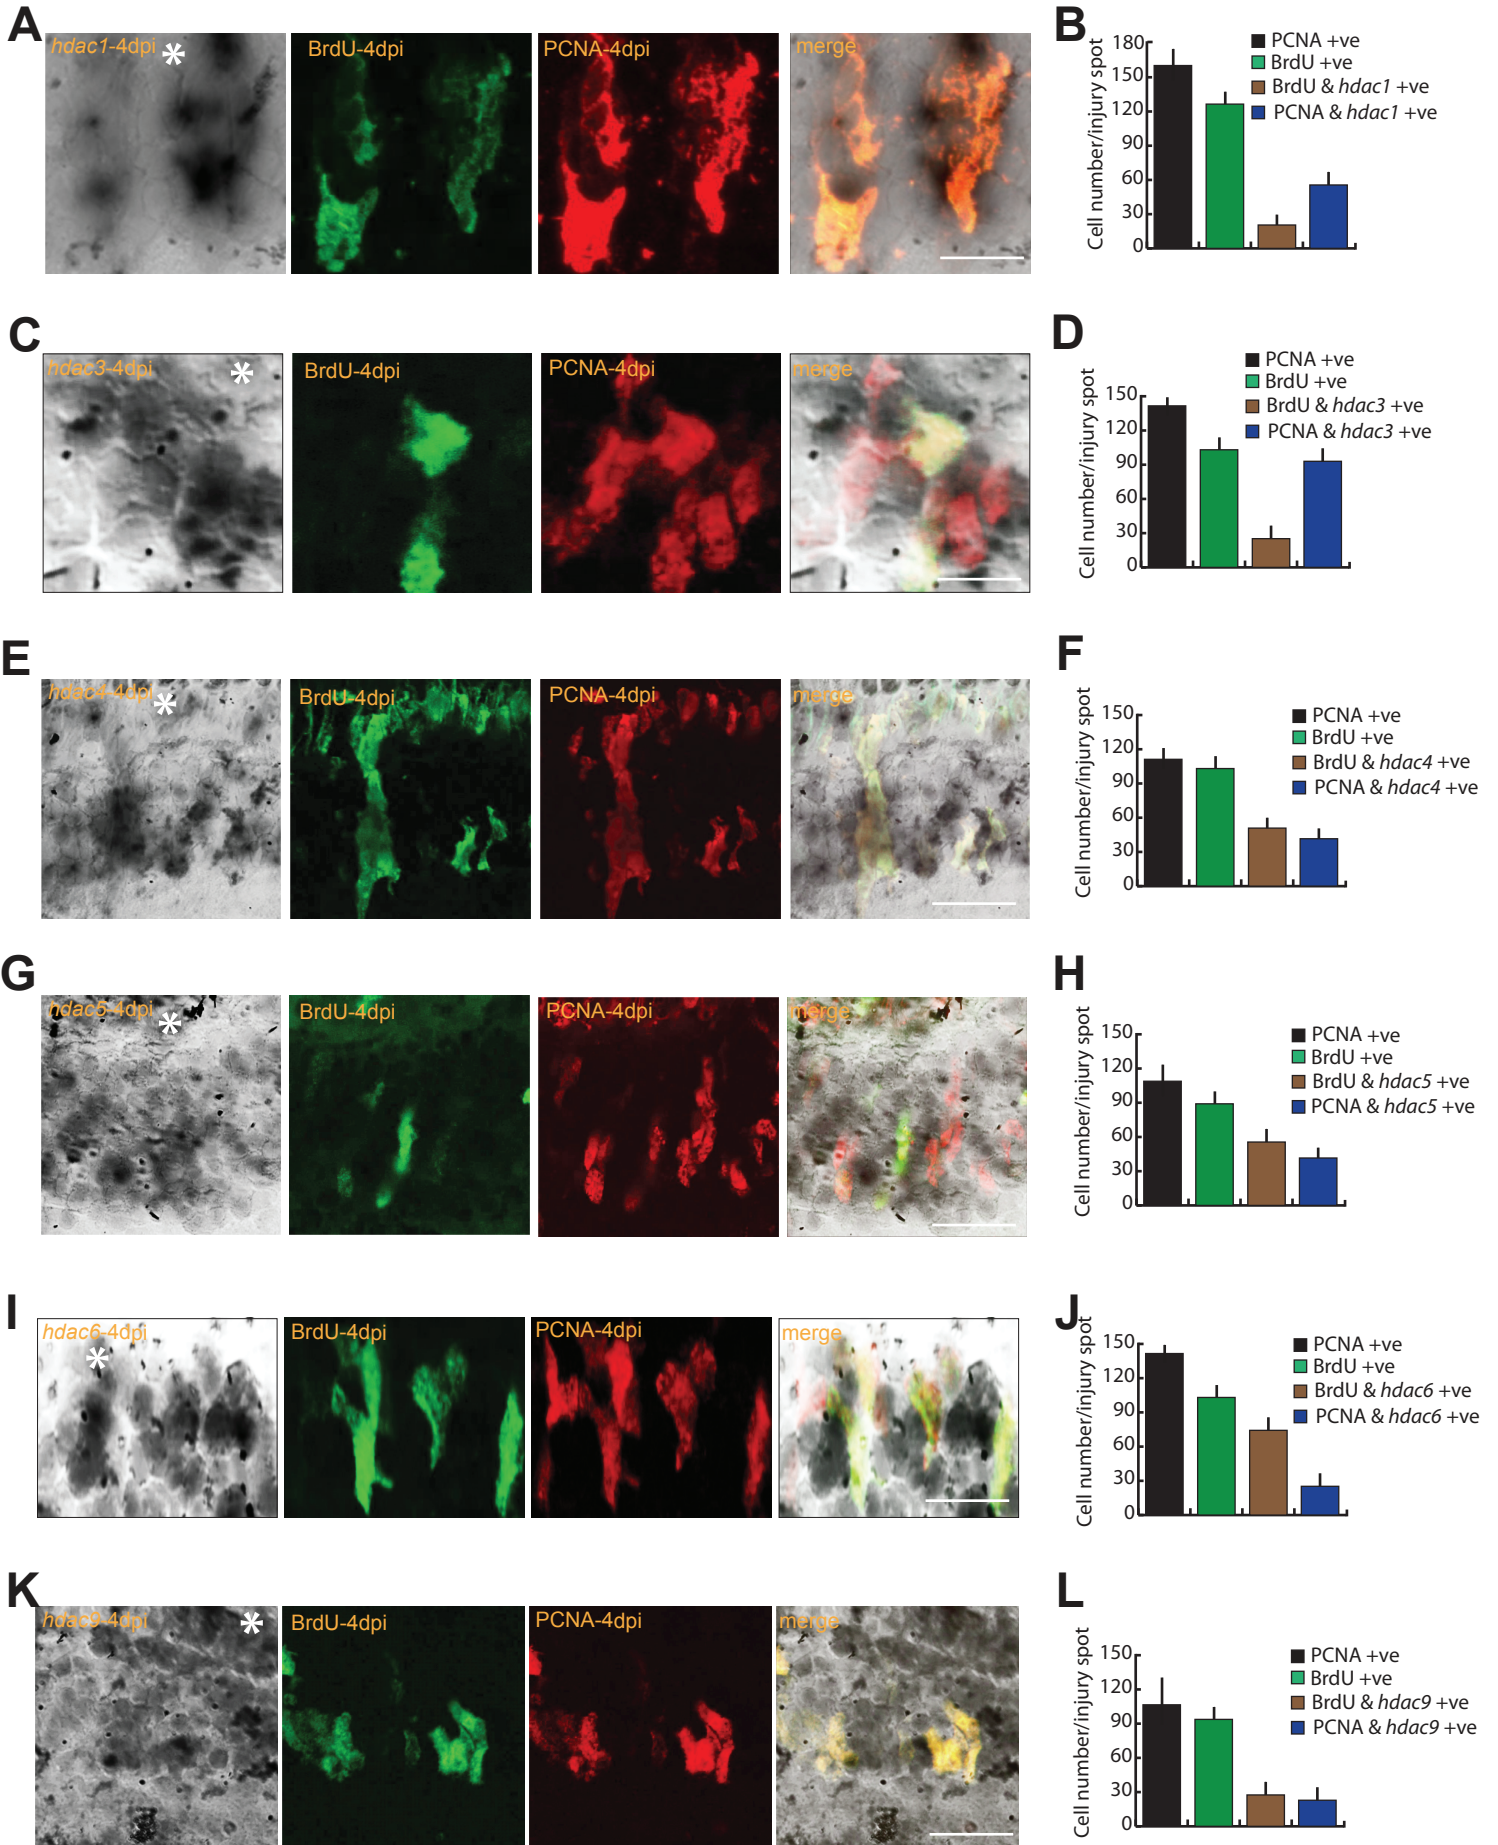 A
hdac1-4dpi
BrdU-4dpi
PCNA-4dpi
merge
B
Cell number/injury spot
180
150
120
90
60
30
0
PCNA +ve
BrdU +ve
BrdU & hdac1 +ve
PCNA & hdac1 +ve
C
hdac3-4dpi
BrdU-4dpi
PCNA-4dpi
merge
D
Cell number/injury spot
150
120
90
60
30
0
PCNA +ve
BrdU +ve
BrdU & hdac3 +ve
PCNA & hdac3 +ve
E
hdac4-4dpi
BrdU-4dpi
PCNA-4dpi
merge
F
Cell number/injury spot
150
120
90
60
30
0
PCNA +ve
BrdU +ve
BrdU & hdac4 +ve
PCNA & hdac4 +ve
G
hdac5-4dpi
BrdU-4dpi
PCNA-4dpi
merge
H
Cell number/injury spot
150
120
90
60
30
0
PCNA +ve
BrdU +ve
BrdU & hdac5 +ve
PCNA & hdac5 +ve
I
hdac6-4dpi
BrdU-4dpi
PCNA-4dpi
merge
J
Cell number/injury spot
150
120
90
60
30
0
PCNA +ve
BrdU +ve
BrdU & hdac6 +ve
PCNA & hdac6 +ve
K
hdac9-4dpi
BrdU-4dpi
PCNA-4dpi
merge
L
Cell number/injury spot
150
120
90
60
30
0
PCNA +ve
BrdU +ve
BrdU & hdac9 +ve
PCNA & hdac9 +ve